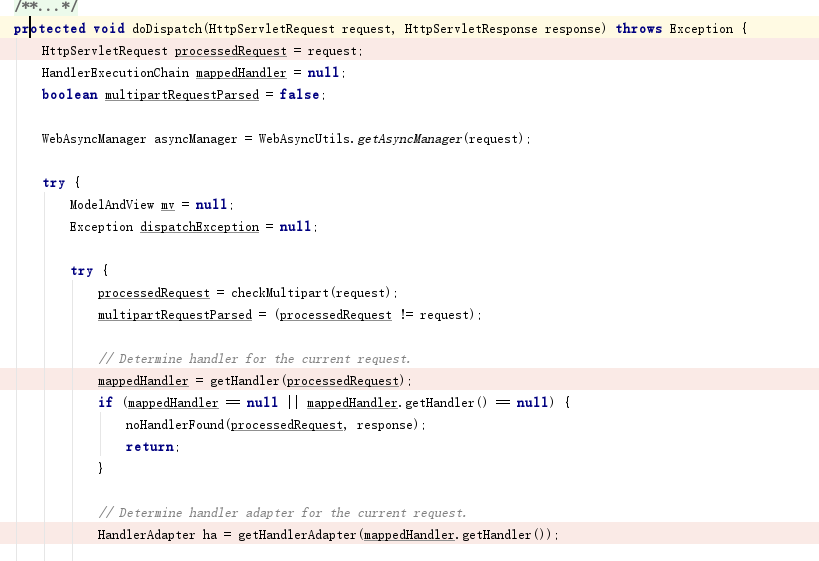 /**...*/
protected void doDispatch(HttpServletRequest request, HttpServletResponse response) throws Exception {
HttpServletRequest processedRequest = request;
HandlerExecutionChain mappedHandler = null;
boolean multipartRequestParsed = false;
WebAsyncManager asyncManager = WebAsyncUtils.getAsyncManager(request);
try {
ModelAndView mv = null;
Exception dispatchException = null;
try {
processedRequest = checkMultipart(request);
multipartRequestParsed = (processedRequest != request);
// Determine handler for the current request.
mappedHandler = getHandler(processedRequest);
if (mappedHandler == null || mappedHandler.getHandler() == null) {
noHandlerFound(processedRequest, response);
return;
}
// Determine handler adapter for the current request.
HandlerAdapter ha = getHandlerAdapter(mappedHandler.getHandler());